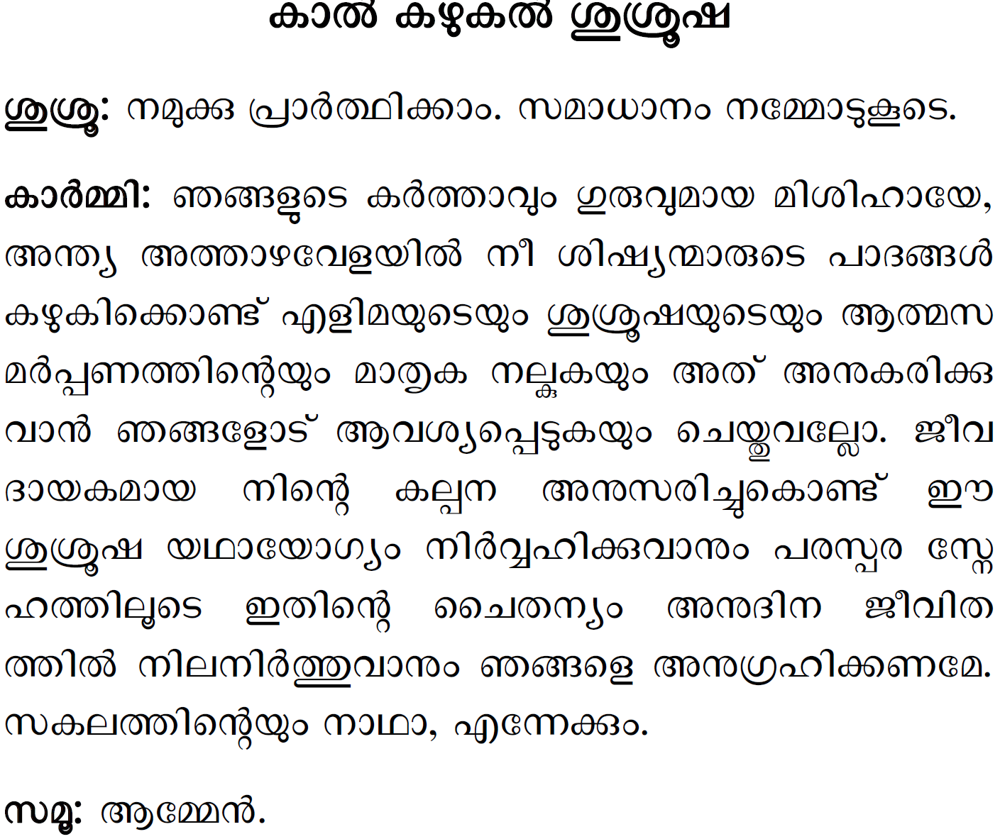 കാൽ കഴുകൽ ശുശ്രൂഷ
ശുശ്രൂ: നമുക്കു പ്രാർത്ഥിക്കാം. സമാധാനം നമ്മോടുകൂടെ.
കാർമ്മി: ഞങ്ങളുടെ കർത്താവും ഗുരുവുമായ മിശിഹായേ,
അന്ത്യ അത്താഴവേളയിൽ നീ ശിഷ്യന്മാരുടെ പാദങ്ങൾ
കഴുകിക്കൊണ്ട് എളിമയുടെയും ശുശ്രൂഷയുടെയും ആത്മസ
മർപ്പണത്തിന്റെയും മാതൃക നല്കുകയും അത് അനുകരിക്കു
വാൻ ഞങ്ങളോട് ആവശ്യപ്പെടുകയും ചെയ്തുവല്ലോ. ജീവ
ദായകമായ നിന്റെ കല്പന അനുസരിച്ചുകൊണ്ട് ഈ
ശുശ്രൂഷ യഥായോഗ്യം നിർവ്വഹിക്കുവാനും പരസ്പര സ്നേ
ഹത്തിലൂടെ ഇതിന്റെ ചൈതന്യം അനുദിന ജീവിത
ത്തിൽ നിലനിർത്തുവാനും ഞങ്ങളെ അനുഗ്രഹിക്കണമേ.
സകലത്തിന്റെയും നാഥാ, എന്നേക്കും.
സമൂ: ആമ്മേൻ.